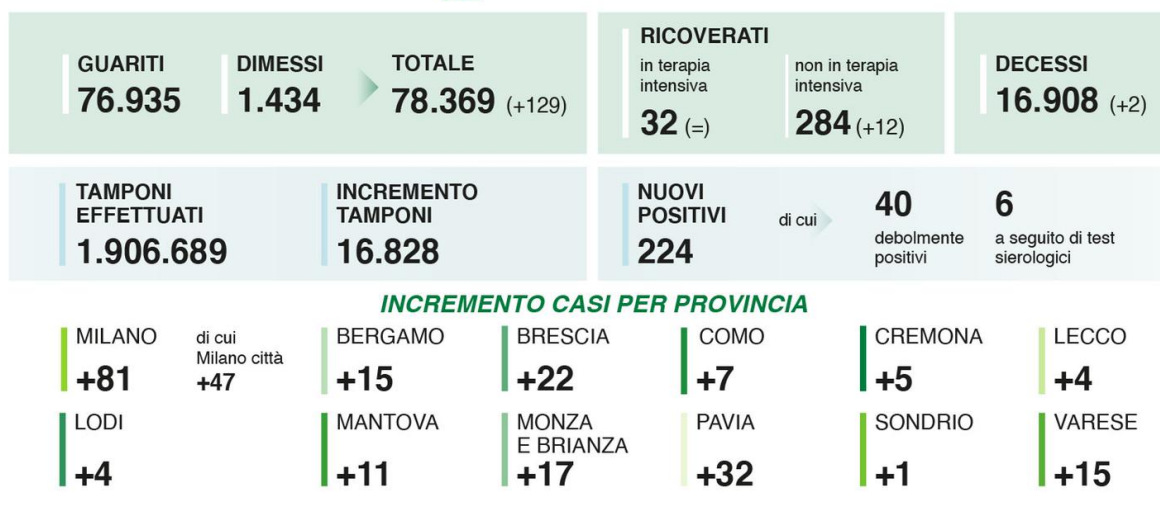 GUARITI
76.935
DIMESSI
1.434
TOTALE
78.369 (+129)
RICOVERATI
in terapia
intensiva
32 (=)
non in terapia
intensiva
284 (+12)
DECESSI
16.908 (+2)
TAMPONI
EFFETTUATI
1.906.689
INCREMENTO
TAMPONI
16.828
NUOVI
POSITIVI
224
di cui
40
debolmente
positivi
6
a seguito di test
sierologici
INCREMENTO CASI PER PROVINCIA
MILANO
+81
di cui
Milano città
+47
BERGAMO
+15
BRESCIA
+22
COMO
+7
CREMONA
+5
LECCO
+4
LODI
+4
MANTOVA
+11
MONZA
E BRIANZA
+17
PAVIA
+32
SONDRIO
+1
VARESE
+15